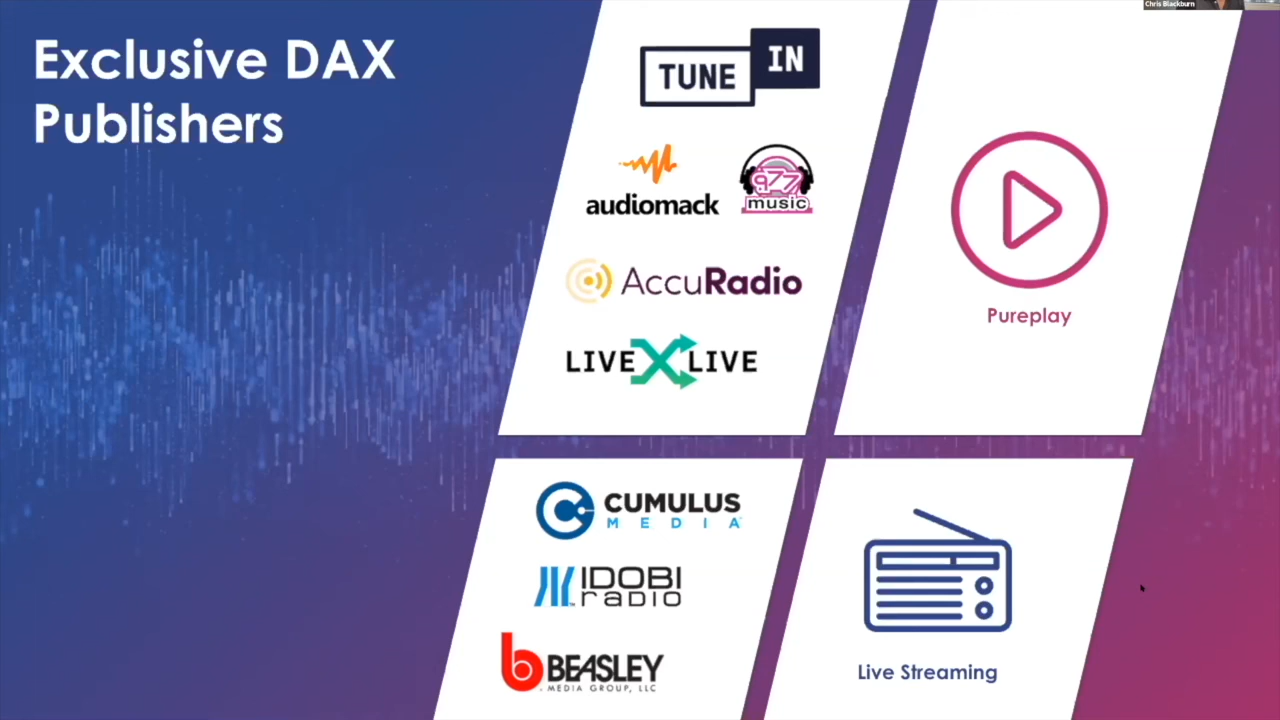 Chris Blackburn
Exclusive DAX
Publishers
TUNE IN
audiomack
977
music
AccuRadio
LIVE X LIVE
Pureplay
CUMULUS
MEDIA
IDOBI
radio
b BEASLEY
MEDIA GROUP, LLC
Live Streaming